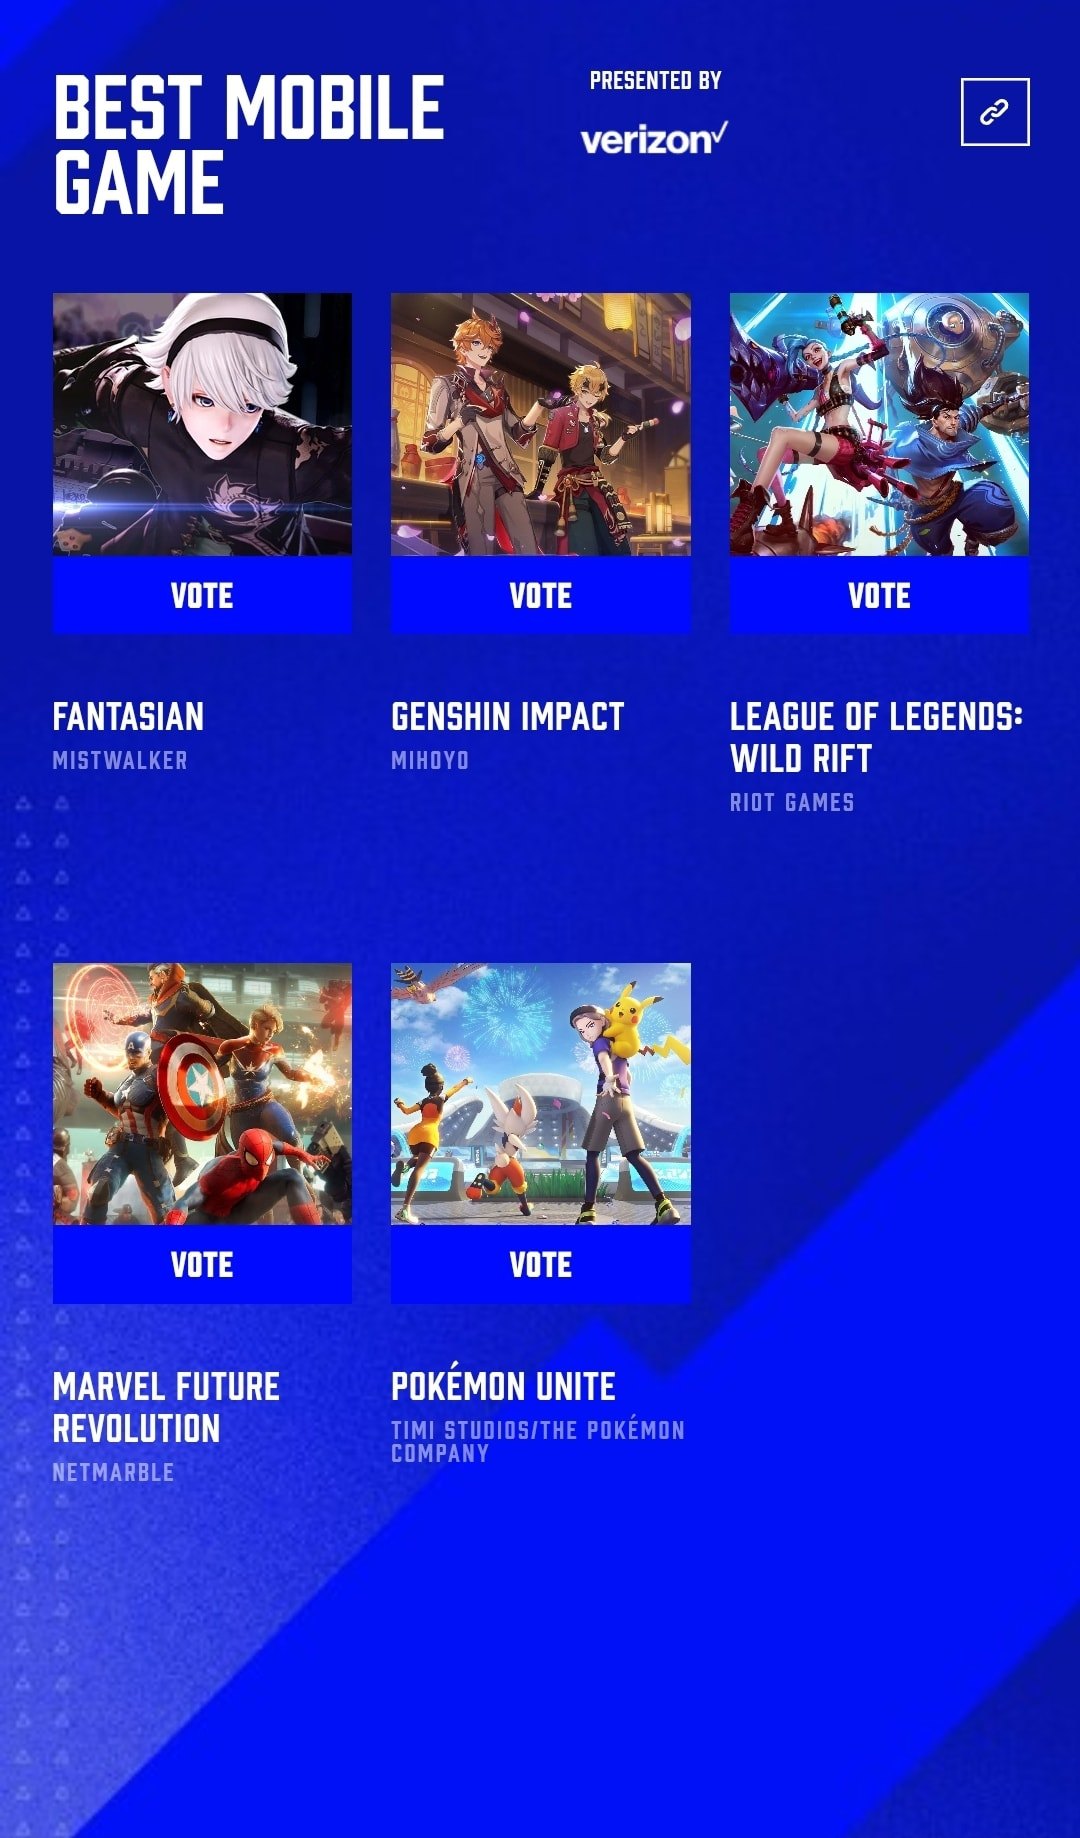 BEST MOBILE
GAME
PRESENTED BY
verizon✓
VOTE
VOTE
VOTE
FANTASIAN
MISTWALKER
GENSHIN IMPACT
MIHOYO
LEAGUE OF LEGENDS:
WILD RIFT
RIOT GAMES
VOTE
VOTE
MARVEL FUTURE
REVOLUTION
NETMARBLE
POKÉMON UNITE
TIMI STUDIOS/THE POKÉMON
COMPANY